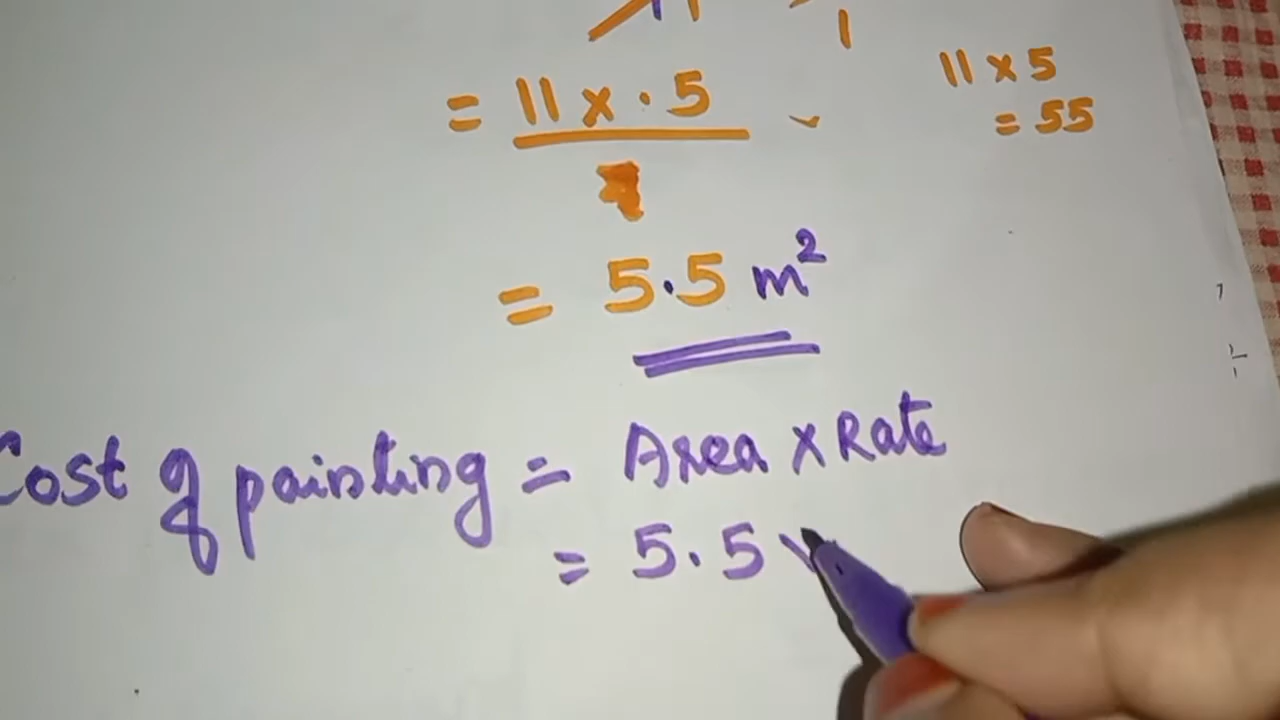 = 11 x .5
11 x 5
= 55
= 5.5 m²
Cost of painting = Area x Rate
= 5.5 x